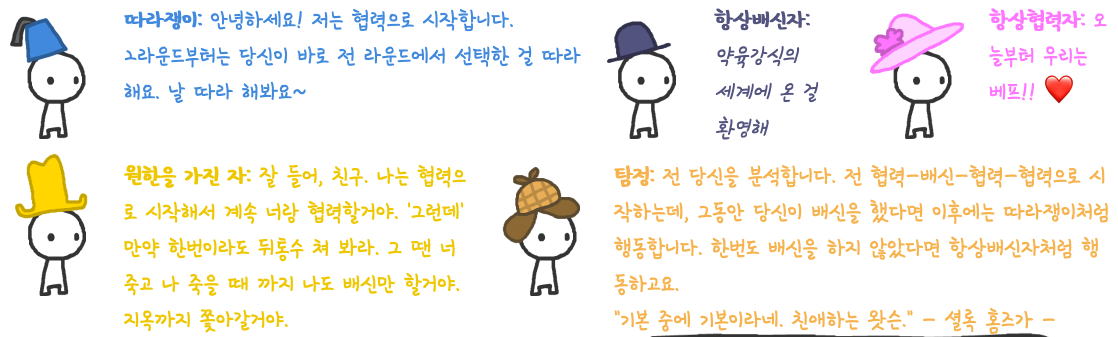 따라쟁이: 안녕하세요! 저는 협력으로 시작합니다.
그라운드부터는 당신이 바로 전 라운드에서 선택한 걸 따라
해요. 날 따라 해봐요~
항상배신자:
약육강식의
세계에 온 걸
환영해
항상협력자: 오
늘부터 우리는
베프!! ❤️
원한을 가진 자: 잘 들어, 친구. 나는 협력으
로 시작해서 계속 너랑 협력할거야. '그런데'
만약 한번이라도 뒤통수 쳐 봐라. 그 땐 너
죽고 나 죽을 때 까지 나도 배신만 할거야.
지옥까지 쫓아갈거야.
탐정: 전 당신을 분석합니다. 전 협력-배신-협력-협력으로 시
작하는데, 그동안 당신이 배신을 했다면 이후에는 따라쟁이처럼
행동합니다. 한번도 배신을 하지 않았다면 항상배신자처럼 행
동하고요.
"기본 중에 기본이라네. 친애하는 왓슨." - 셜록 홈즈가 -